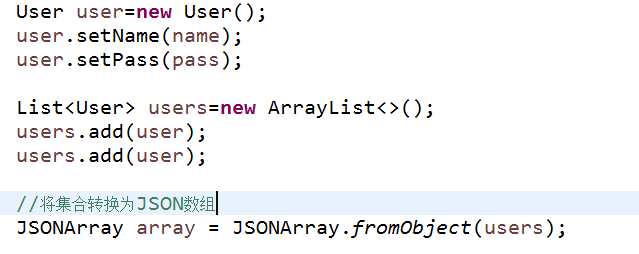 User user=new User();
user.setName(name);
user.setPass(pass);
List<User> users=new ArrayList<>();
users.add(user);
users.add(user);
//将集合转换为JSON数组
JSONArray array = JSONArray.fromObject(users);